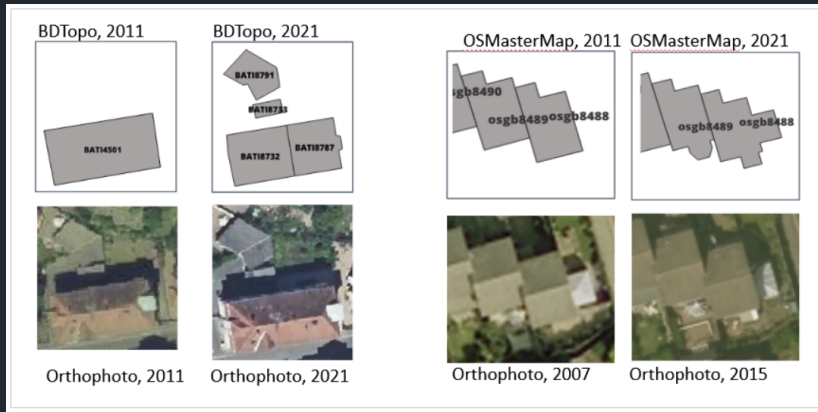 BDTopo, 2011
BDTopo, 2021
OSMasterMap, 2011
OSMasterMap, 2021
BATI4501
BATI8791
BATI8733
BATI8732
BATI8787
sgb8490
osgb8489
osgb8488
osgb8489
osgb8488
Orthophoto, 2011
Orthophoto, 2021
Orthophoto, 2007
Orthophoto, 2015